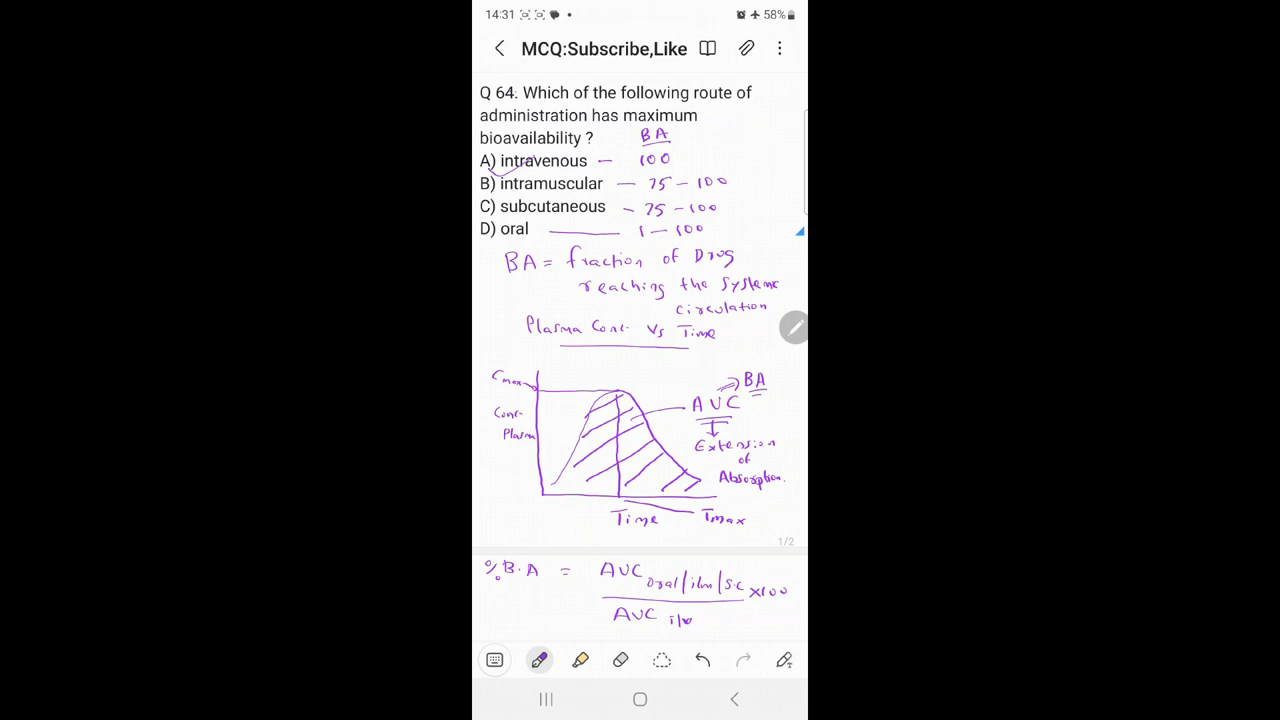 14:31
58%
MCQ:Subscribe,Like
Q 64. Which of the following route of
administration has maximum
bioavailability ?
BA
A) intravenous — 100
B) intramuscular — 75 - 100
C) subcutaneous - 75 - 100
D) oral — 1 - 100
BA = fraction of Drug
reaching the systemic
circulation
Plasma Conc. Vs Time
Cmax
BA
AUC
Conc-
Plasma
Extension
of
Absorption.
Time Tmax
1/2
% B.A = AUC oral/i/m/s.c x100
AUC i/v